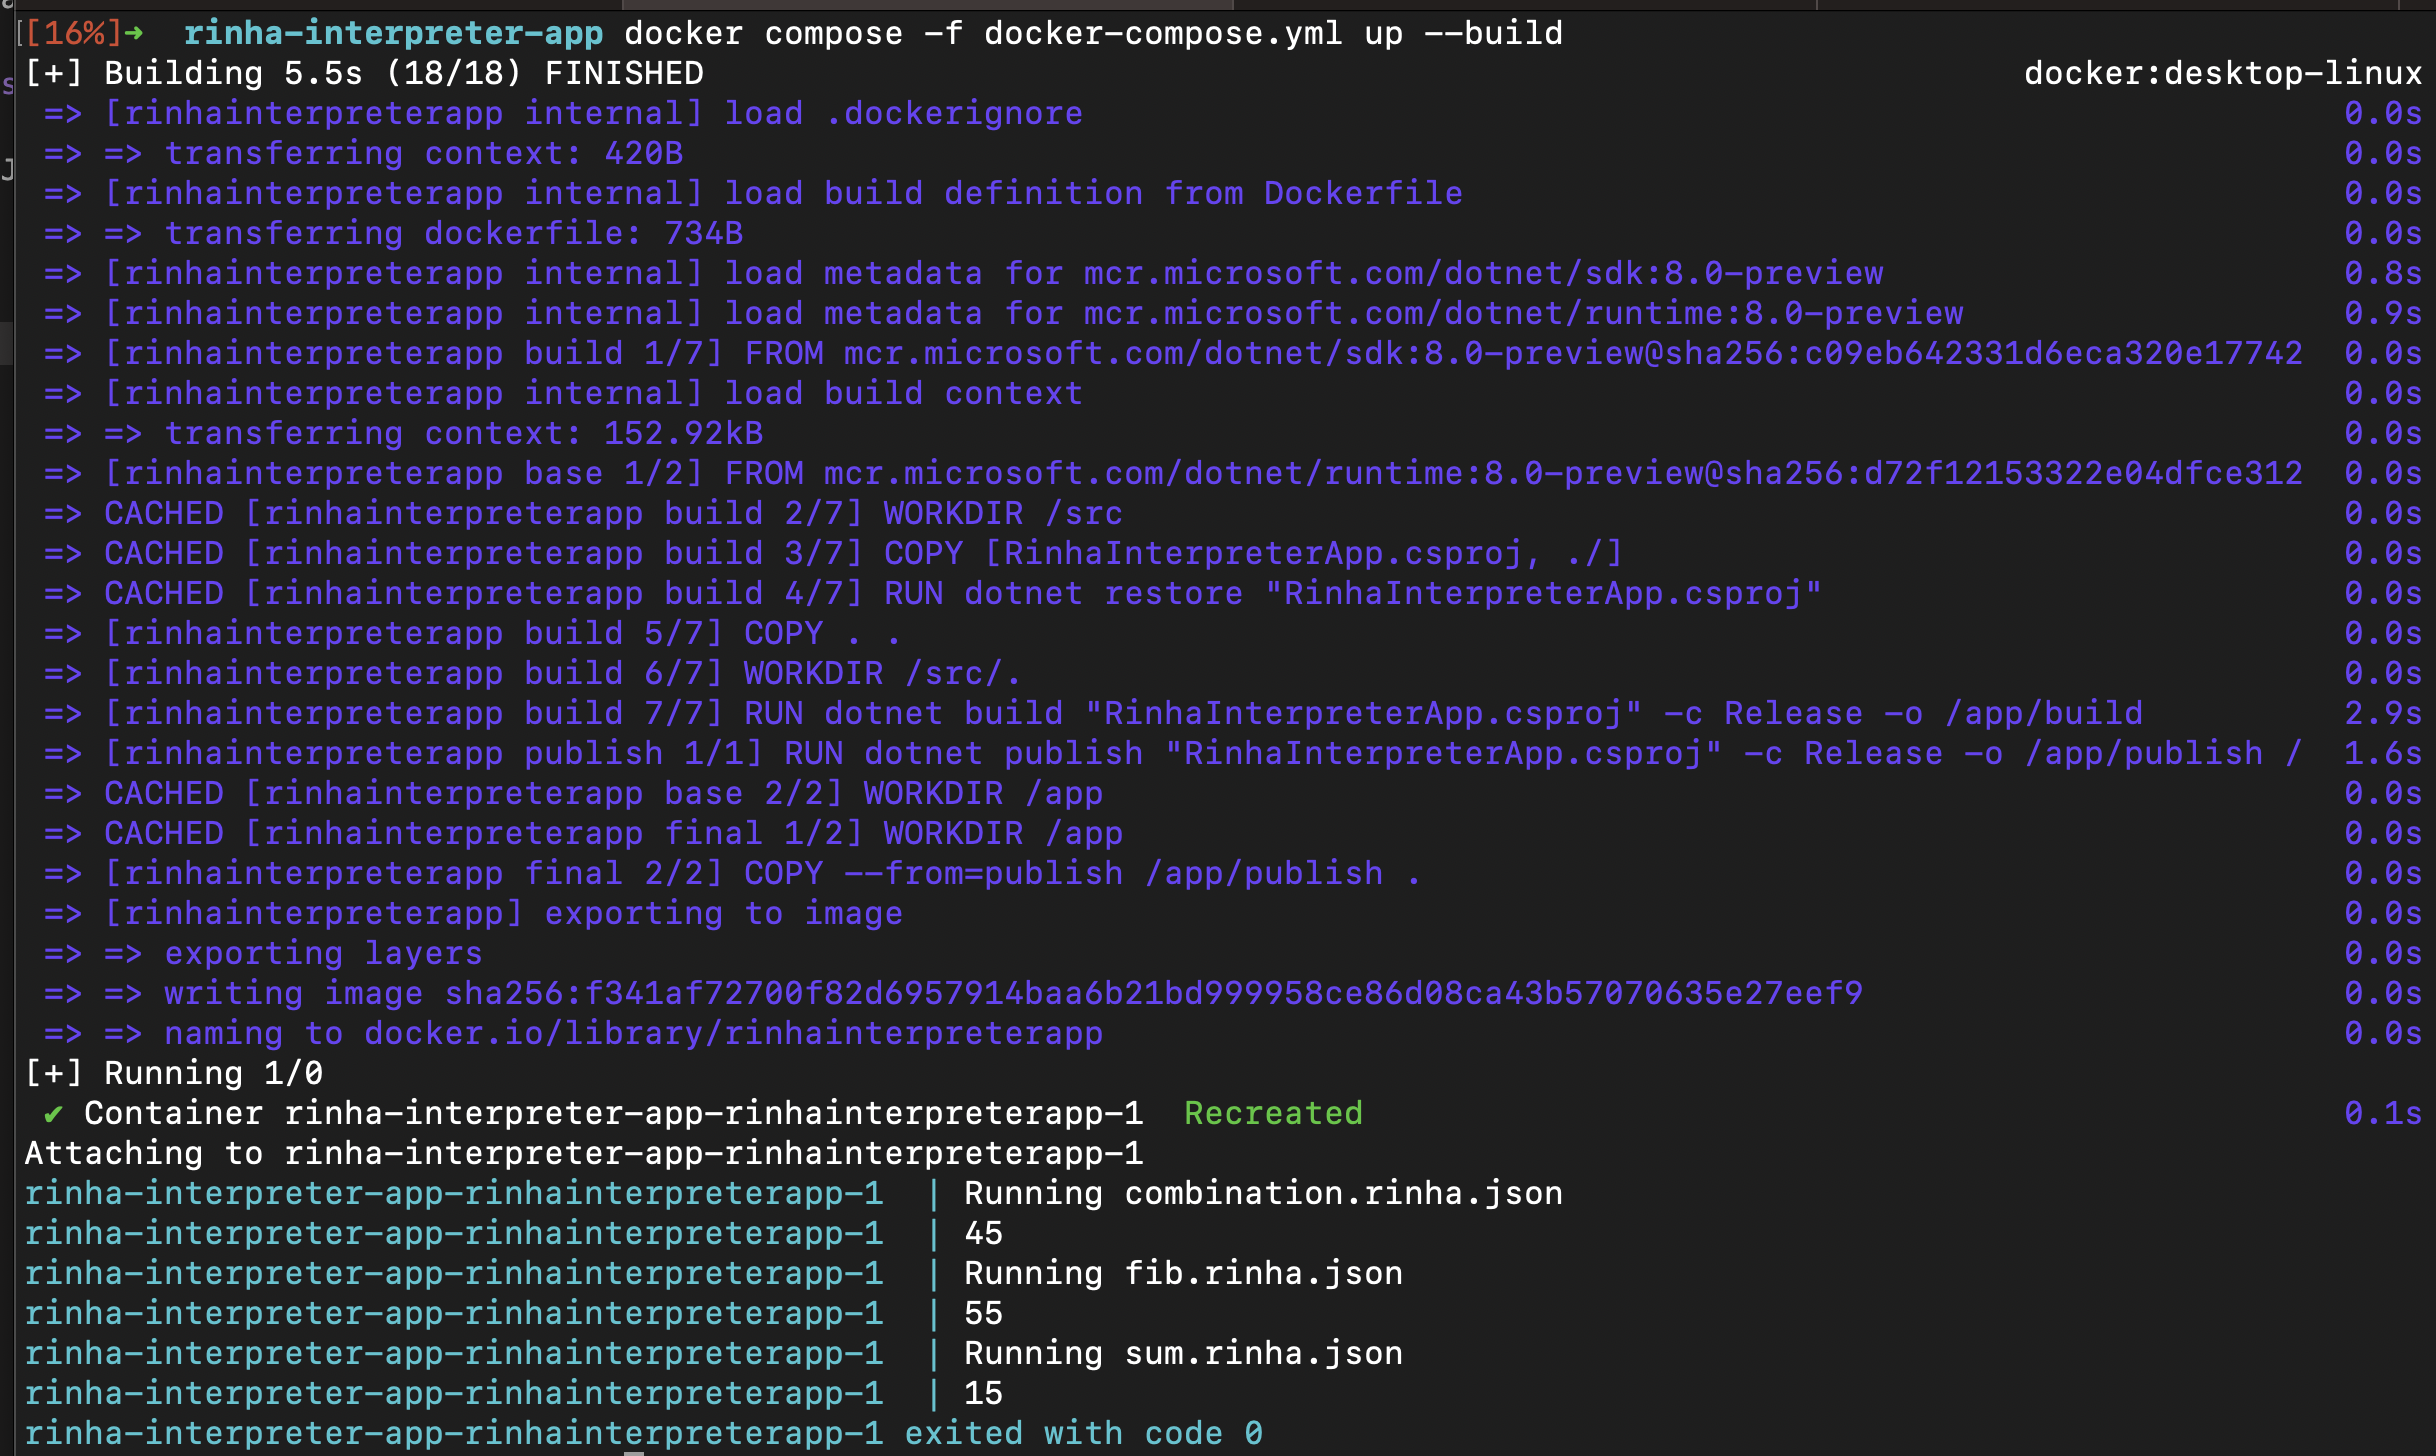 [[16%]➜  rinha-interpreter-app docker compose -f docker-compose.yml up --build
[+] Building 5.5s (18/18) FINISHED docker:desktop-linux
=> [rinhainterpreterapp internal] load .dockerignore 0.0s
=> => transferring context: 420B 0.0s
=> [rinhainterpreterapp internal] load build definition from Dockerfile 0.0s
=> => transferring dockerfile: 734B 0.0s
=> [rinhainterpreterapp internal] load metadata for mcr.microsoft.com/dotnet/sdk:8.0-preview 0.8s
=> [rinhainterpreterapp internal] load metadata for mcr.microsoft.com/dotnet/runtime:8.0-preview 0.9s
=> [rinhainterpreterapp build 1/7] FROM mcr.microsoft.com/dotnet/sdk:8.0-preview@sha256:c09eb642331d6eca320e17742 0.0s
=> [rinhainterpreterapp internal] load build context 0.0s
=> => transferring context: 152.92kB 0.0s
=> [rinhainterpreterapp base 1/2] FROM mcr.microsoft.com/dotnet/runtime:8.0-preview@sha256:d72f12153322e04dfce312 0.0s
=> CACHED [rinhainterpreterapp build 2/7] WORKDIR /src 0.0s
=> CACHED [rinhainterpreterapp build 3/7] COPY [RinhaInterpreterApp.csproj, ./] 0.0s
=> CACHED [rinhainterpreterapp build 4/7] RUN dotnet restore "RinhaInterpreterApp.csproj" 0.0s
=> [rinhainterpreterapp build 5/7] COPY . . 0.0s
=> [rinhainterpreterapp build 6/7] WORKDIR /src/. 0.0s
=> [rinhainterpreterapp build 7/7] RUN dotnet build "RinhaInterpreterApp.csproj" -c Release -o /app/build 2.9s
=> [rinhainterpreterapp publish 1/1] RUN dotnet publish "RinhaInterpreterApp.csproj" -c Release -o /app/publish / 1.6s
=> CACHED [rinhainterpreterapp base 2/2] WORKDIR /app 0.0s
=> CACHED [rinhainterpreterapp final 1/2] WORKDIR /app 0.0s
=> [rinhainterpreterapp final 2/2] COPY --from=publish /app/publish . 0.0s
=> [rinhainterpreterapp] exporting to image 0.0s
=> => exporting layers 0.0s
=> => writing image sha256:f341af72700f82d6957914baa6b21bd999958ce86d08ca43b57070635e27eef9 0.0s
=> => naming to docker.io/library/rinhainterpreterapp 0.0s
[+] Running 1/0
✔ Container rinha-interpreter-app-rinhainterpreterapp-1  Recreated 0.1s
Attaching to rinha-interpreter-app-rinhainterpreterapp-1
rinha-interpreter-app-rinhainterpreterapp-1  | Running combination.rinha.json
rinha-interpreter-app-rinhainterpreterapp-1  | 45
rinha-interpreter-app-rinhainterpreterapp-1  | Running fib.rinha.json
rinha-interpreter-app-rinhainterpreterapp-1  | 55
rinha-interpreter-app-rinhainterpreterapp-1  | Running sum.rinha.json
rinha-interpreter-app-rinhainterpreterapp-1  | 15
rinha-interpreter-app-rinhainterpreterapp-1 exited with code 0